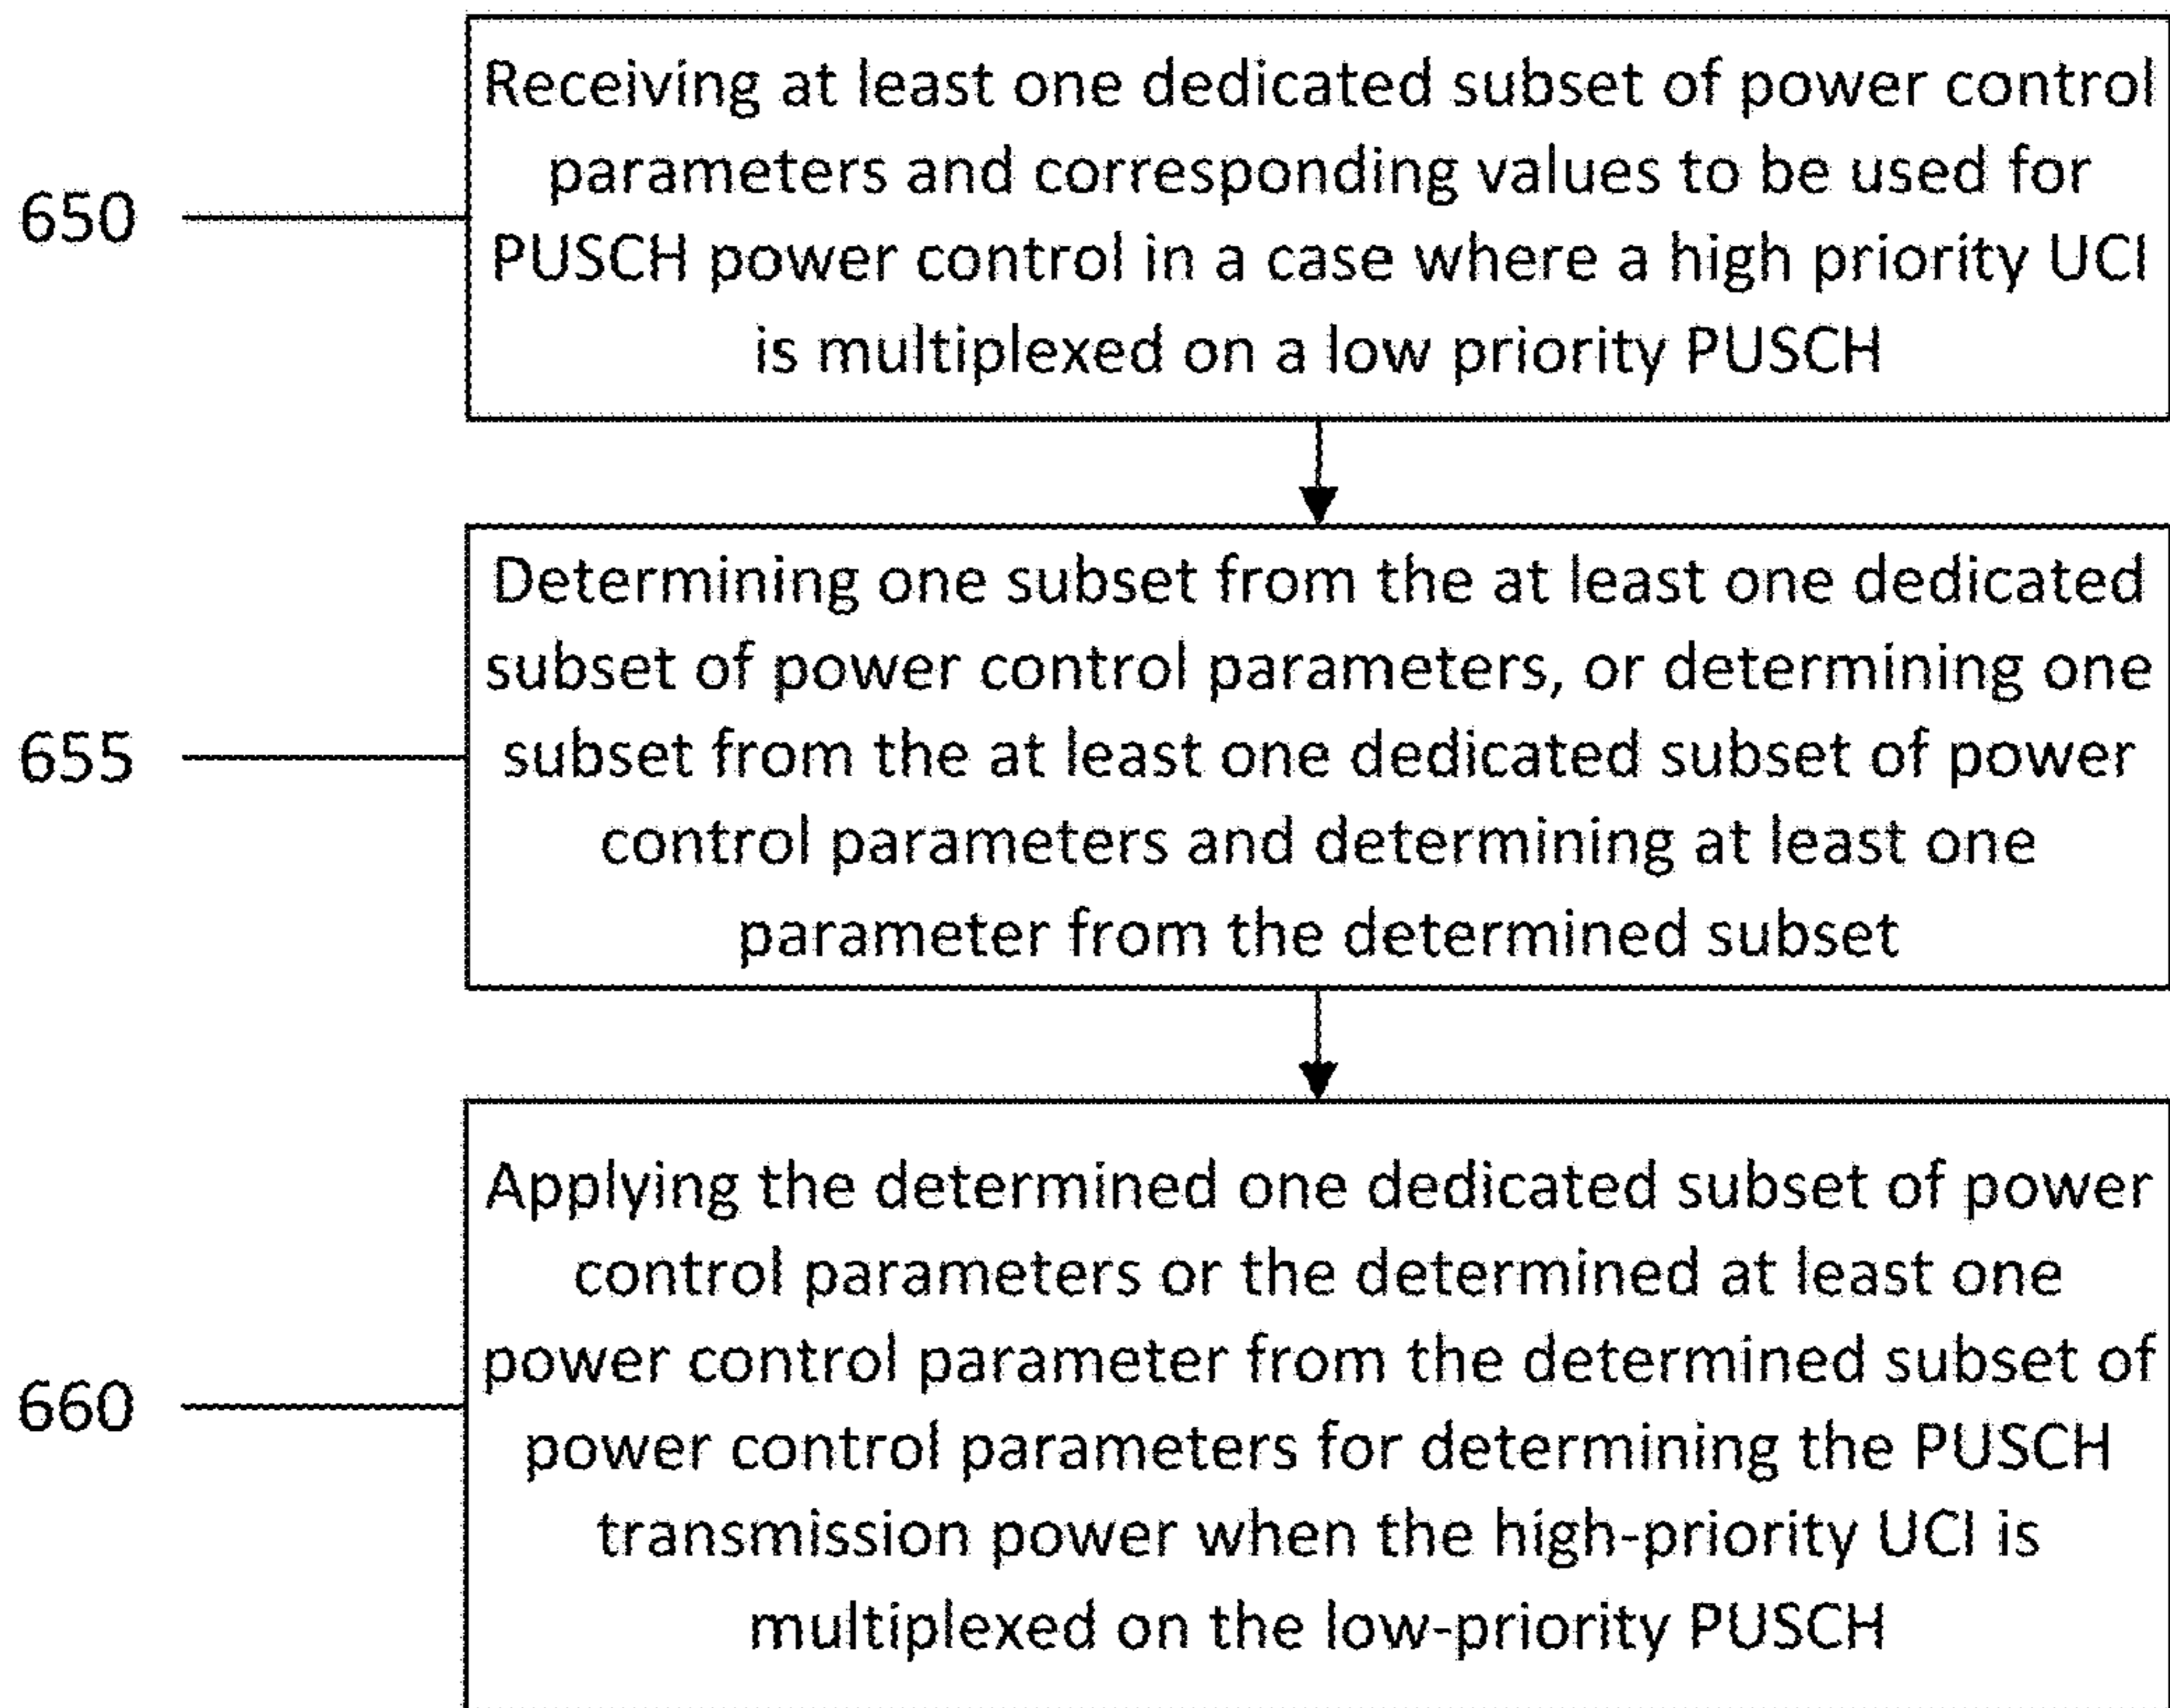 Receiving at least one dedicated subset of power control
parameters and corresponding values to be used for
650
PUSCH power control in a case where a high priority UCI
is multiplexed on a low priority PUSCH
Determining one subset from the at least one dedicated
subset of power control parameters, or determining one
655
subset from the at least one dedicated subset of power
control parameters and determining at least one
parameter from the determined subset
Applying the determined one dedicated subset of power
control parameters or the determined at least one
power control parameter from the determined subset of
660
power control parameters for determining the PUSCH
transmission power when the high-priority UCI is
multiplexed on the low-priority PUSCH